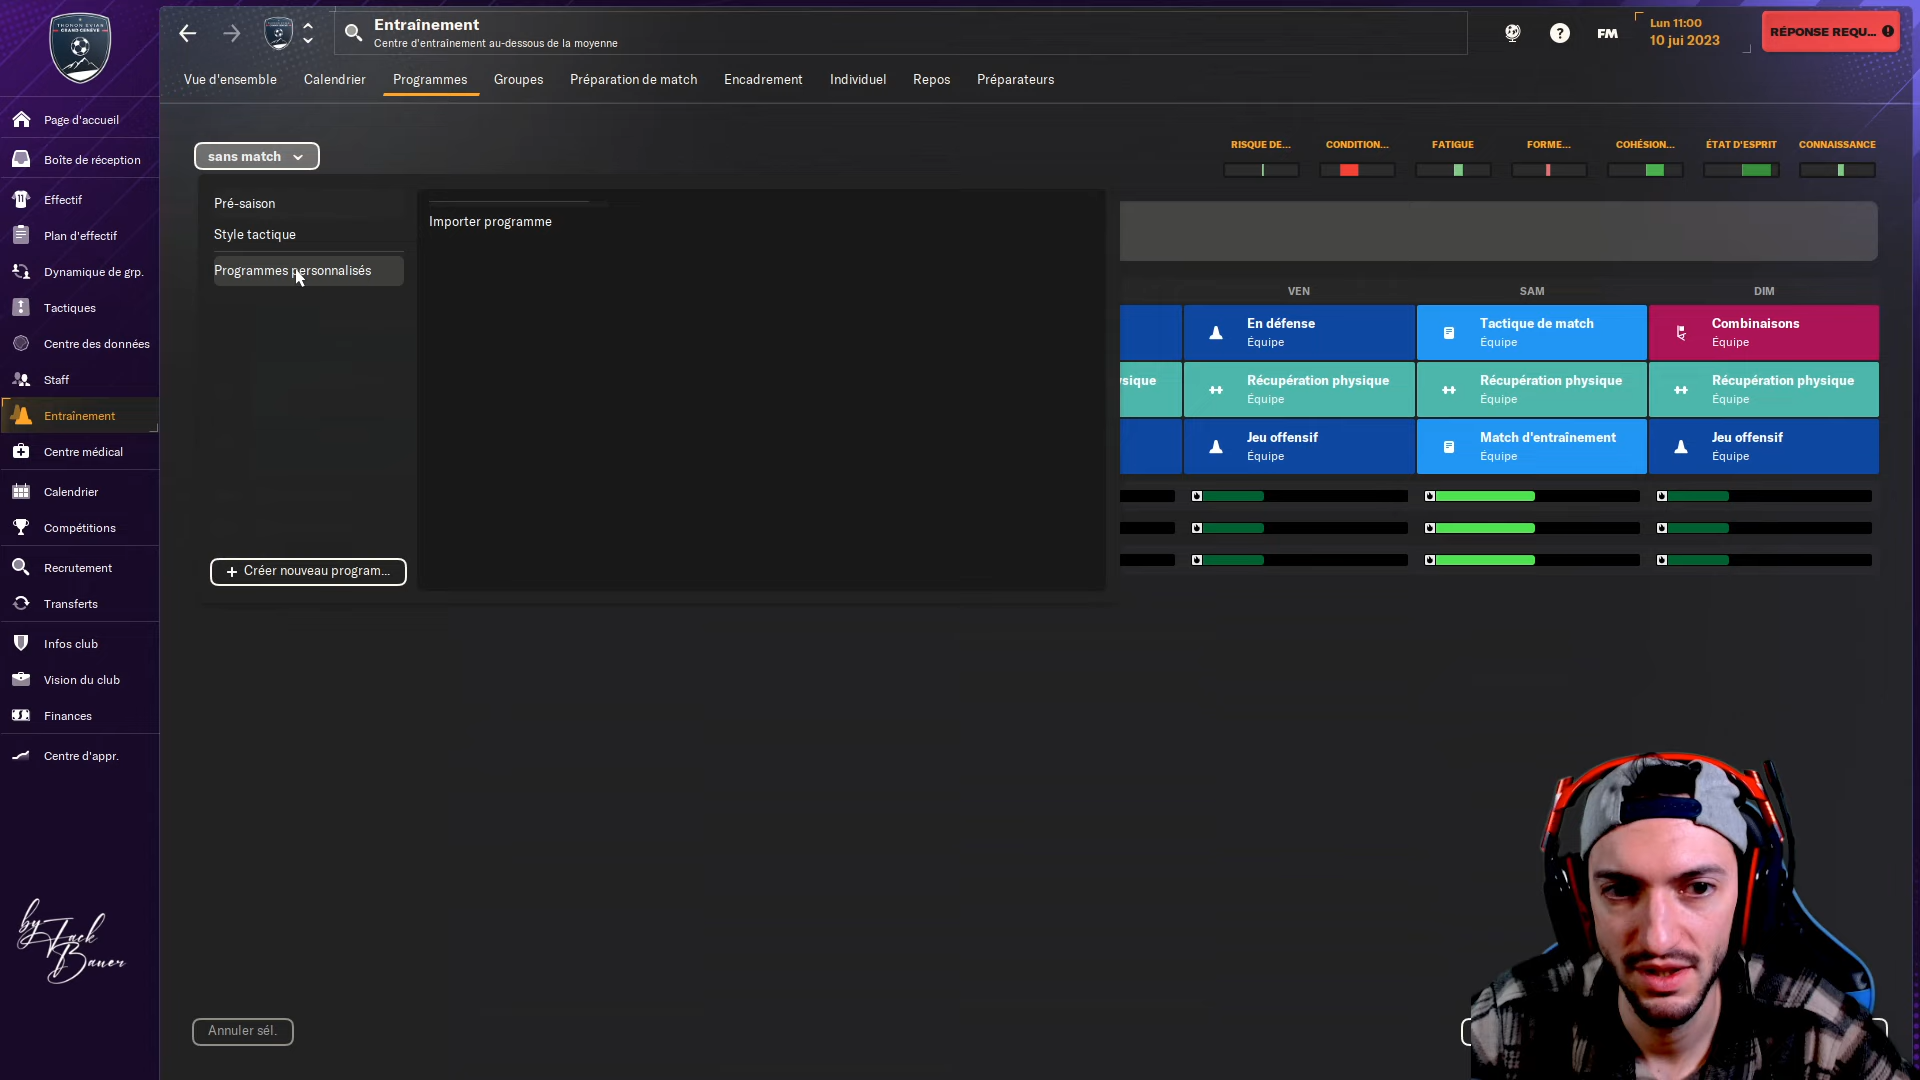 THONON EVIAN
GRAND GENÈVE
Entraînement
Centre d'entraînement au-dessous de la moyenne
FM
Lun 11:00
10 jui 2023
RÉPONSE REQU...
Vue d'ensemble
Calendrier
Programmes
Groupes
Préparation de match
Encadrement
Individuel
Repos
Préparateurs
Page d'accueil
Boîte de réception
Effectif
Plan d'effectif
Dynamique de grp.
Tactiques
Centre des données
Staff
Entraînement
Centre médical
Calendrier
Compétitions
Recrutement
Transferts
Infos club
Vision du club
Finances
Centre d'appr.
by Jack
Bauer
sans match
RISQUE DE...
CONDITION...
FATIGUE
FORME...
COHÉSION...
ÉTAT D'ESPRIT
CONNAISSANCE
Pré-saison
Style tactique
Programmes personnalisés
+ Créer nouveau program...
Importer programme
VEN
SAM
DIM
En défense
Équipe
Tactique de match
Équipe
Combinaisons
Équipe
ysique
Récupération physique
Équipe
Récupération physique
Équipe
Récupération physique
Équipe
Jeu offensif
Équipe
Match d'entraînement
Équipe
Jeu offensif
Équipe
Annuler sél.